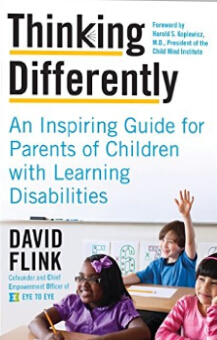 Thinking
Differently
Foreword by
Harold S. Koplewicz,
M.D., President of the
Child Mind Institute
An Inspiring Guide for
Parents of Children
with Learning
Disabilities
DAVID
FLINK
Cofounder and Chief
Empowerment Officer of
EYE TO EYE